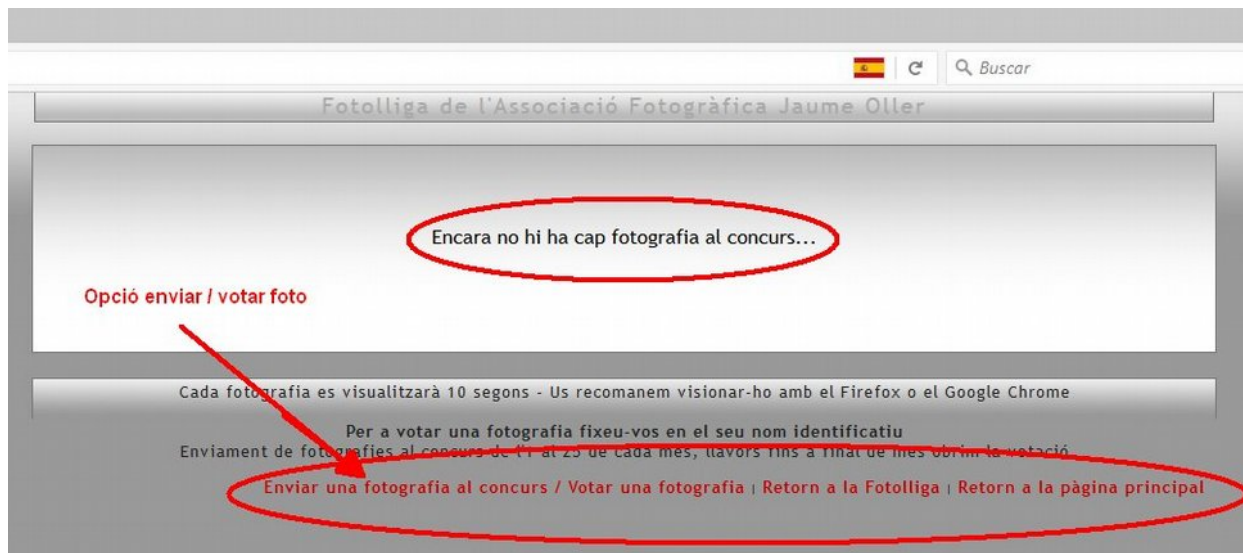 Buscar
Fotolliga de l'Associació Fotogràfica Jaume Oller
Encara no hi ha cap fotografia al concurs...
Opció enviar / votar foto
Cada fotografia es visualitzarà 10 segons - Us recomanem visionar-ho amb el Firefox o el Google Chrome
Per a votar una fotografia fixeu-vos en el seu nom identificatiu
Enviament de fotografies al concurs de l'1 al 25 de cada mes, llavors fins a final de mes obrim la votació
Enviar una fotografia al concurs / Votar una fotografia | Retorn a la Fotolliga | Retorn a la pàgina principal